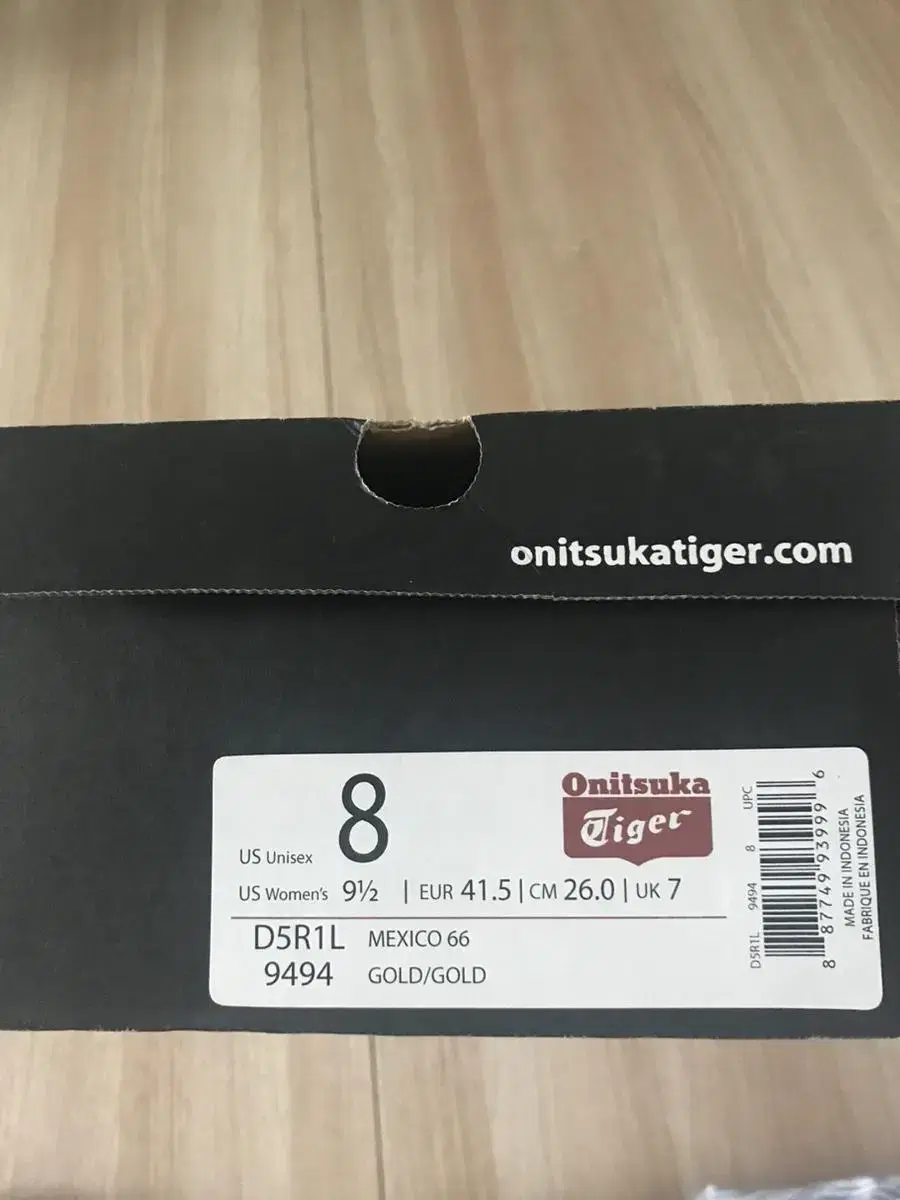 onitsukatiger.com
US Unisex 8
Onitsuka
Tiger
US Women's 9½ | EUR 41.5 | CM 26.0 | UK 7
D5R1L MEXICO 66
9494 GOLD/GOLD
D5R1L 9494 8 UPC
8 87749 93999 6
MADE IN INDONESIA
FABRIQUE EN INDONESIA